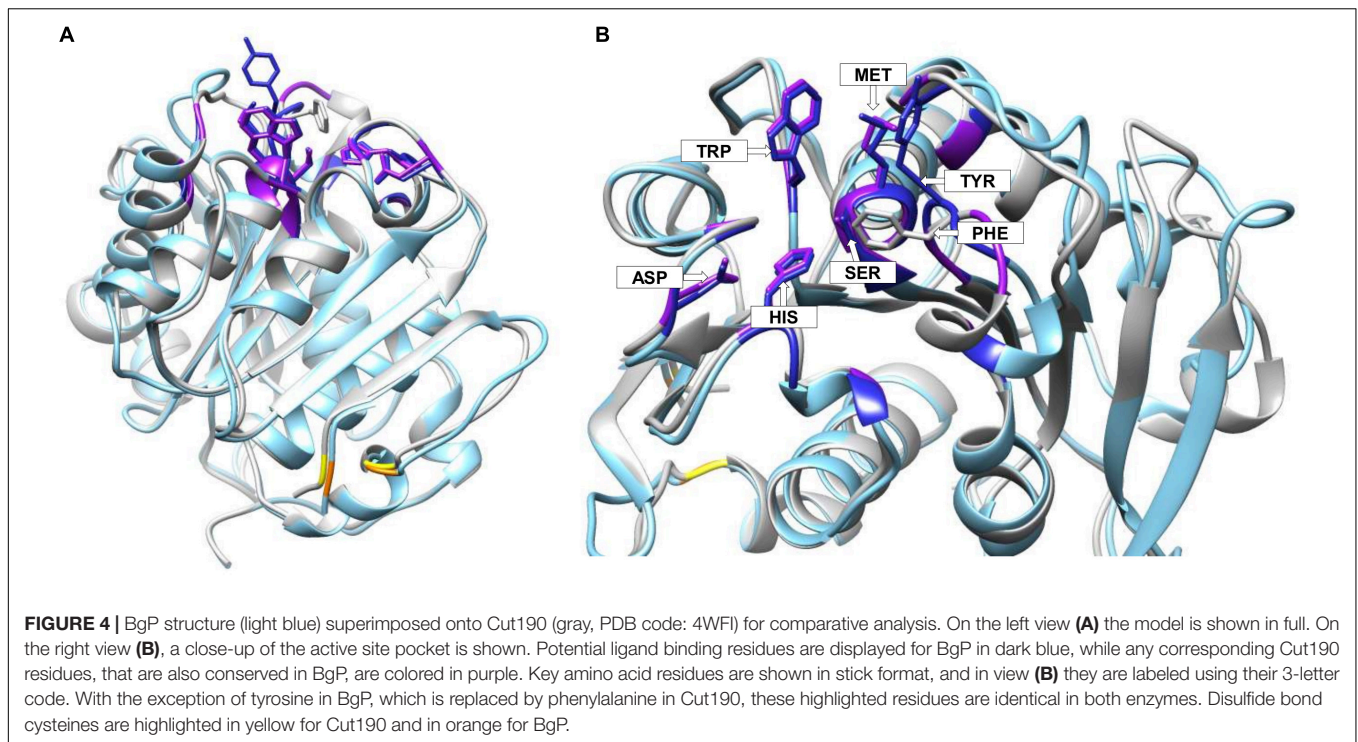 A
B
MET
TRP
TYR
PHE
ASP
SER
HIS
FIGURE 4 | BgP structure (light blue) superimposed onto Cut190 (gray, PDB code: 4WFI) for comparative analysis. On the left view (A) the model is shown in full. On
the right view (B), a close-up of the active site pocket is shown. Potential ligand binding residues are displayed for BgP in dark blue, while any corresponding Cut190
residues, that are also conserved in BgP, are colored in purple. Key amino acid residues are shown in stick format, and in view (B) they are labeled using their 3-letter
code. With the exception of tyrosine in BgP, which is replaced by phenylalanine in Cut190, these highlighted residues are identical in both enzymes. Disulfide bond
cysteines are highlighted in yellow for Cut190 and in orange for BgP.